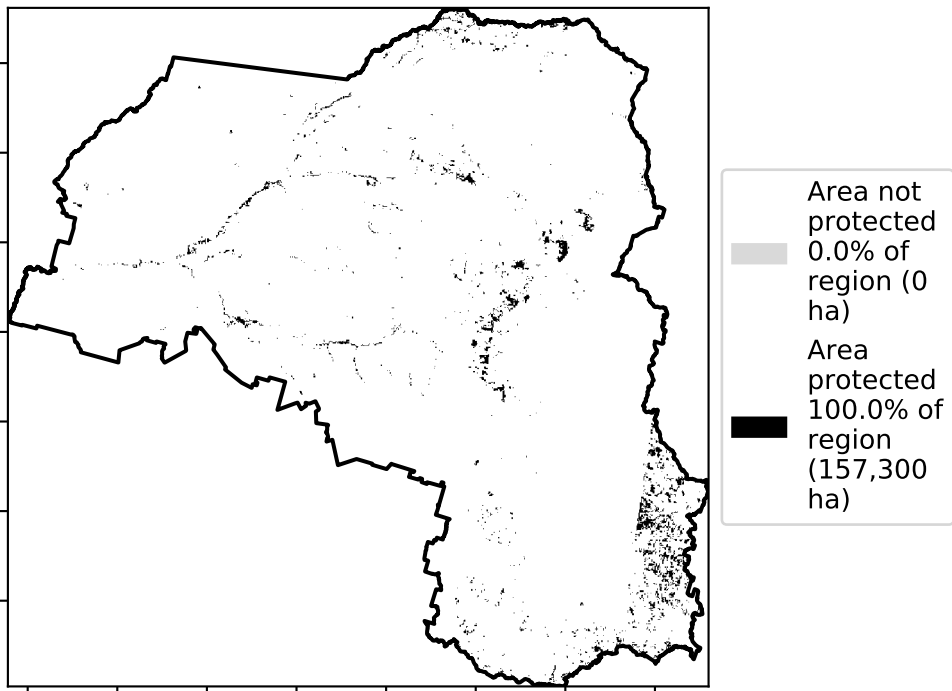 Area not
protected
0.0% of
region (0
ha)
Area
protected
100.0% of
region
(157,300
ha)